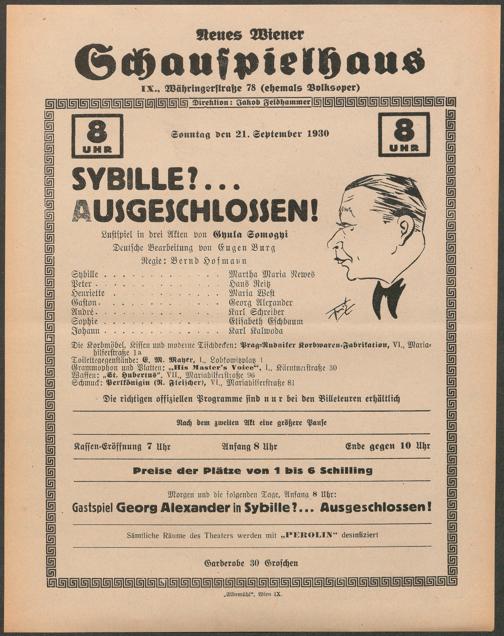 Neues Wiener
Schauspielhaus
IX., Währingerstraße 78 (ehemals Volksoper)
Direktion: Jakob Feldhammer
8 UHR
Sonntag den 21. September 1930
8 UHR
SYBILLE?...
AUSGESCHLOSSEN!
Lustspiel in drei Akten von Gyula Somogyi
Deutsche Bearbeitung von Eugen Burg
Regie: Bernd Hofmann
Sybille . . . . . . . . . . . . Martha Maria Newes
Peter . . . . . . . . . . . . Hans Reitz
Henriette . . . . . . . . . . . . Maria West
Gaston . . . . . . . . . . . . Georg Alexander
André . . . . . . . . . . . . Karl Schreiber
Sophie . . . . . . . . . . . . Elisabeth Eschbaum
Johann . . . . . . . . . . . . Karl Kalwoda
Die Korbmöbel, Kissen und moderne Tischdecken: Prag-Rudniker Korbwaren-Fabrikation, VI., Maria-
hilferstraße 1a
Toilettegegenstände: E. M. Mayer, I., Lobkowitzplatz 1
Grammophon und Platten: „His Master's Voice", I., Kärntnerstraße 30
Waffen: „St. Hubertus", VII., Mariahilferstraße 96
Schmuck: Perlkönigin (R. Fleischer), VI., Mariahilferstraße 81
Die richtigen offiziellen Programme sind nur bei den Billeteuren erhältlich
Nach dem zweiten Akt eine größere Pause
Kassen-Eröffnung 7 Uhr Anfang 8 Uhr Ende gegen 10 Uhr
Preise der Plätze von 1 bis 6 Schilling
Morgen und die folgenden Tage, Anfang 8 Uhr:
Gastspiel Georg Alexander in Sybille?... Ausgeschlossen!
Sämtliche Räume des Theaters werden mit „PEROLIN" desinfiziert
Garderobe 30 Groschen
Wien IX.